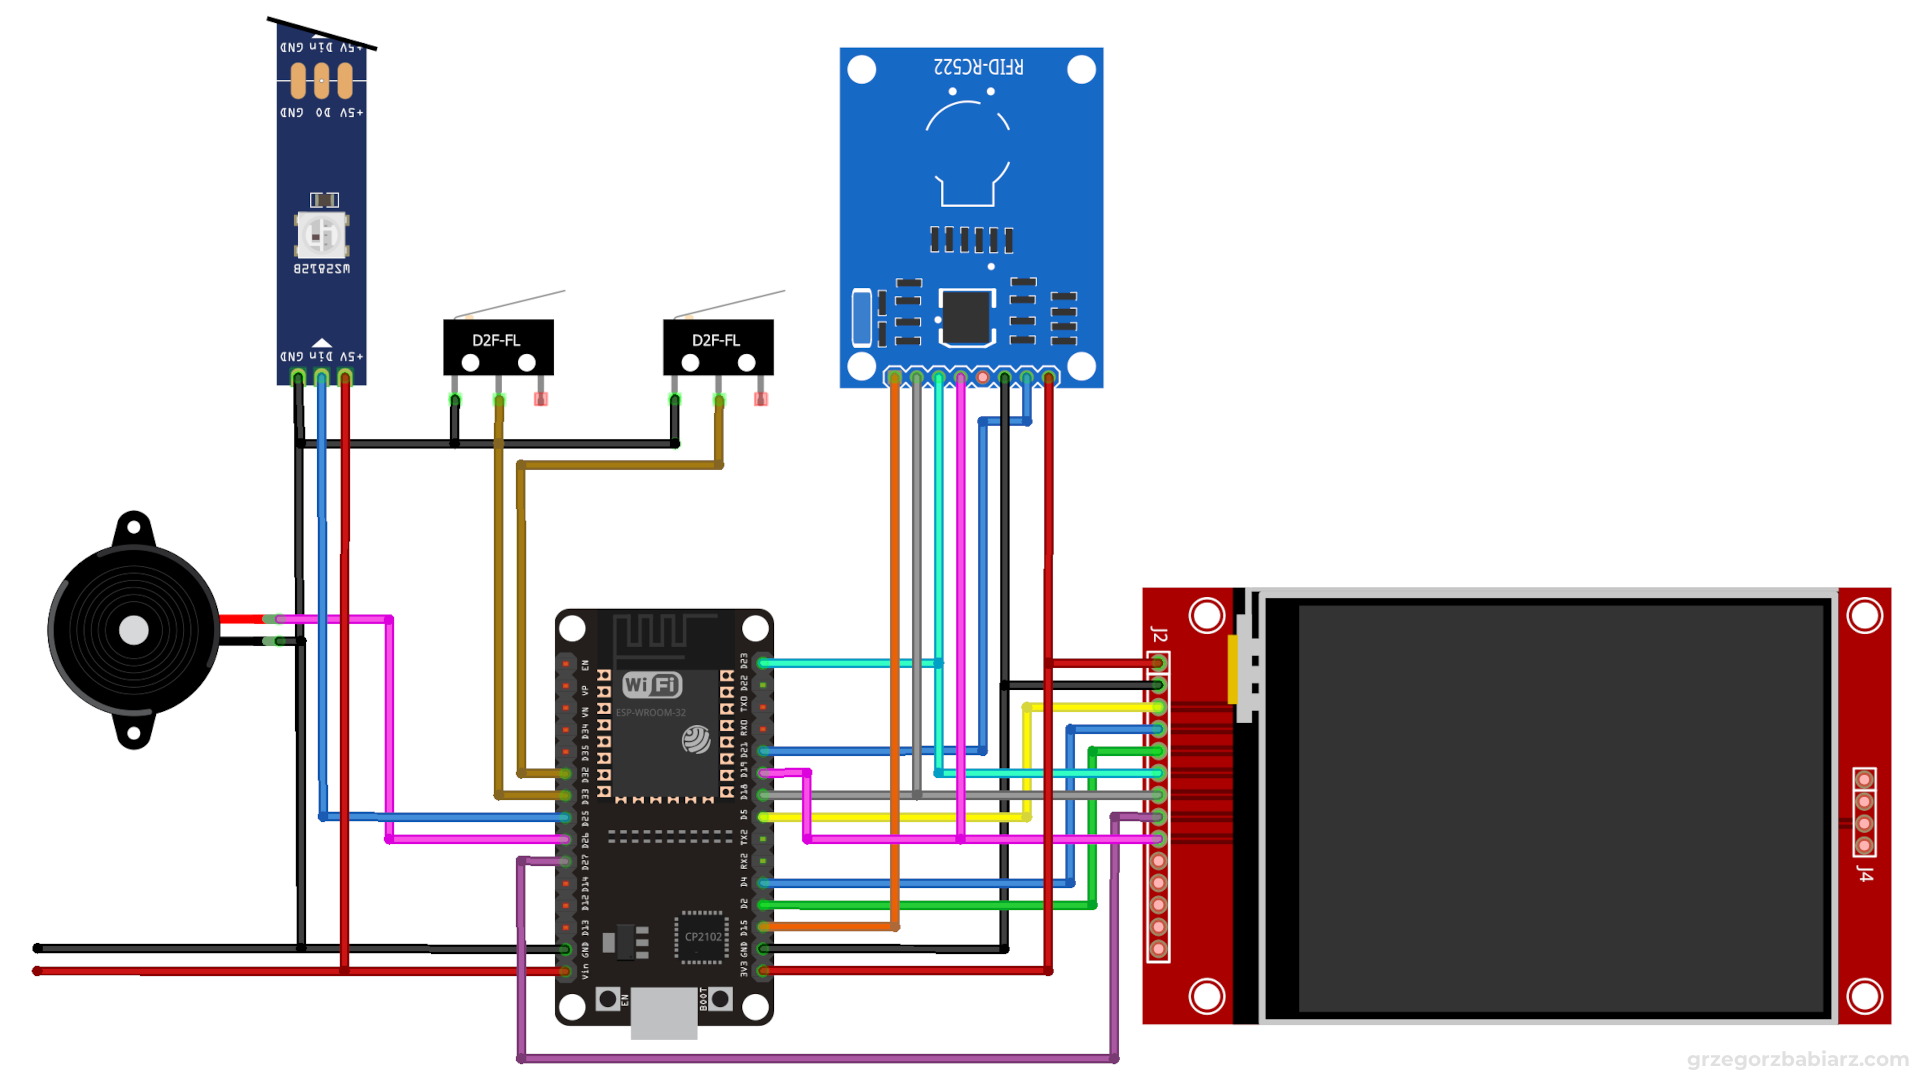 GND Din +5V
GND DO +5V
WS2812B
GND Din +5V
D2F-FL
D2F-FL
RFID-RC522
WiFi
ESP-WROOM-32
EN
VP
VN
D34
D35
D32
D33
D25
D26
D27
D14
D12
D13
GND
Vin
D23
D22
TX0
RX0
D21
D19
D18
D5
TX2
RX2
D4
D2
D15
GND
3V3
CP2102
EN
BOOT
J2
J4
grzegorzbabiarz.com